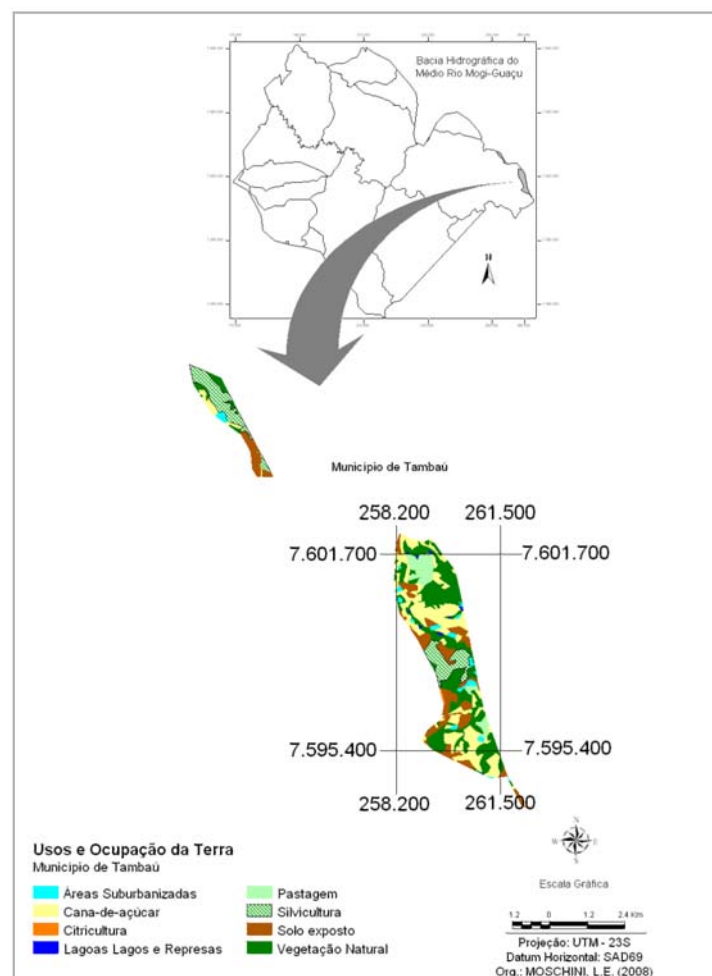 Bacia Hidrográfica do
Médio Rio Mogi-Guaçu
N
Município de Tambaú
258.200 261.500
7.601.700 7.601.700
7.595.400 7.595.400
258.200 261.500
Usos e Ocupação da Terra
Município de Tambaú
Áreas Suburbanizadas
Cana-de-açúcar
Citricultura
Lagoas Lagos e Represas
Pastagem
Silvicultura
Solo exposto
Vegetação Natural
N
W E
S
Escala Gráfica
1.2 0 1.2 2.4 Km
Projeção: UTM - 23S
Datum Horizontal: SAD69
Org.: MOSCHINI, L.E. (2008)